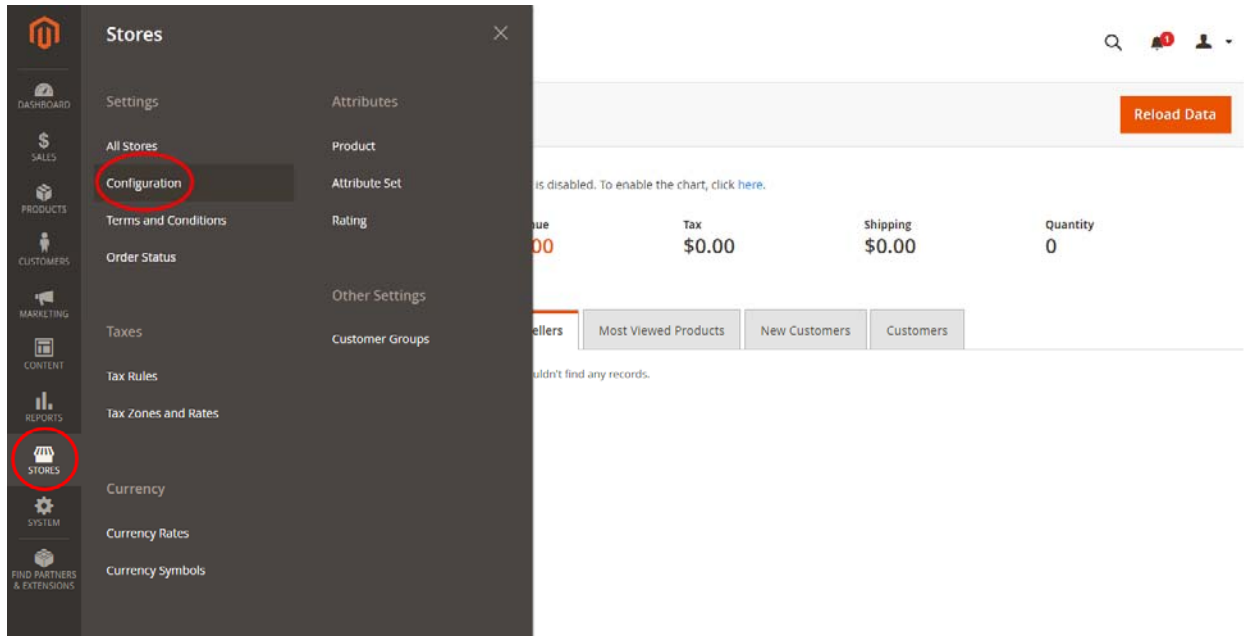 DASHBOARD
SALES
PRODUCTS
CUSTOMERS
MARKETING
CONTENT
REPORTS
STORES
SYSTEM
FIND PARTNERS
& EXTENSIONS
Stores
Settings
All Stores
Configuration
Terms and Conditions
Order Status
Taxes
Tax Rules
Tax Zones and Rates
Currency
Currency Rates
Currency Symbols
Attributes
Product
Attribute Set
Rating
Other Settings
Customer Groups
1
Reload Data
is disabled. To enable the chart, click here.
nue Tax Shipping Quantity
00 $0.00 $0.00 0
ellers Most Viewed Products New Customers Customers
uldn't find any records.